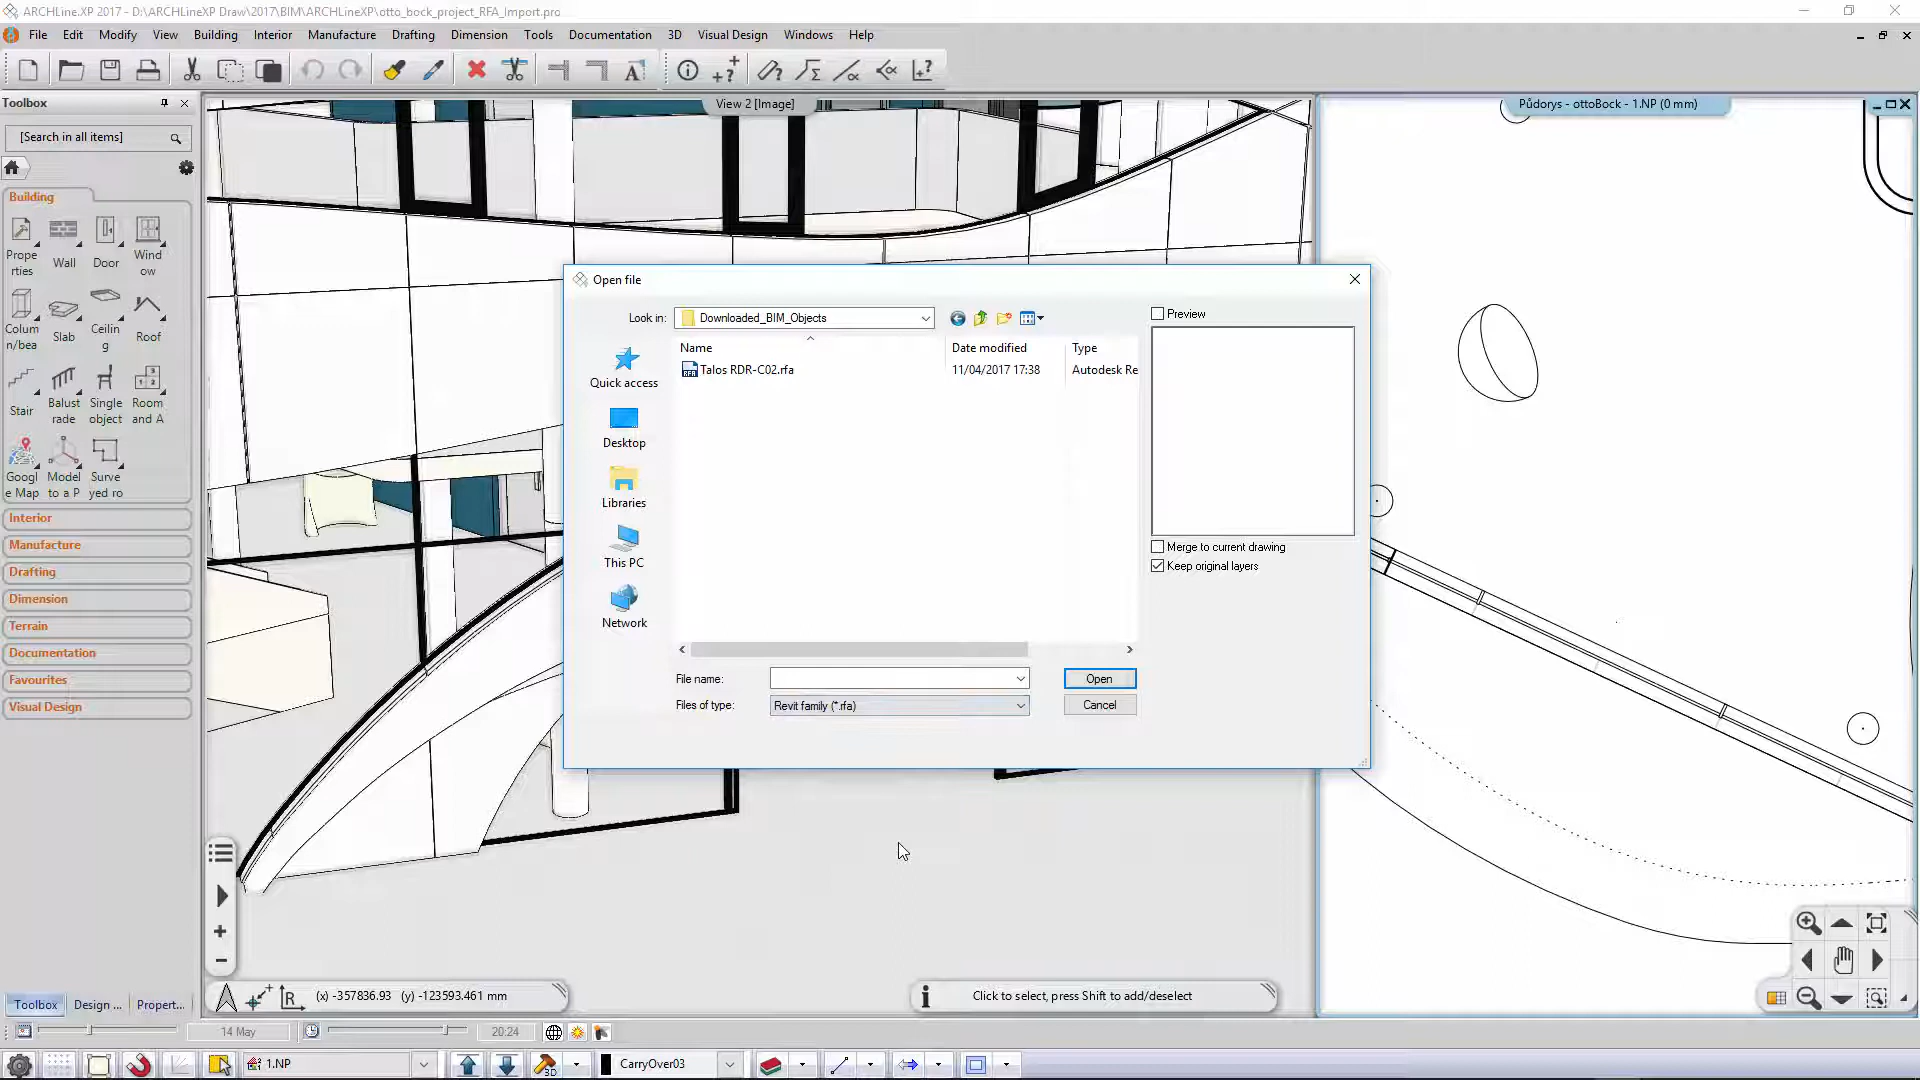 ARCHLine.XP 2017 - D:\ARCHLineXP Draw\2017\BIM\ARCHLineXP\otto_bock_project_RFA_Import.pro
File Edit Modify View Building Interior Manufacture Drafting Dimension Tools Documentation 3D Visual Design Windows Help
Toolbox
View 2 [Image]
Půdorys - ottoBock - 1.NP (0 mm)
[Search in all items]
Building
Prope
rties
Wall
Door
Wind
ow
Colum
n/bea
Slab
Ceilin
g
Roof
Stair
Balust
rade
Single
object
Room
and A
Googl
e Map
Model
to a P
Surve
yed ro
Interior
Manufacture
Drafting
Dimension
Terrain
Documentation
Favourites
Visual Design
Open file
Look in:
Downloaded_BIM_Objects
Preview
Name
Date modified
Type
RFA
Talos RDR-C02.rfa
11/04/2017 17:38
Autodesk Re
Quick access
Desktop
Libraries
This PC
Network
Merge to current drawing
Keep original layers
File name:
Open
Files of type:
Revit family (*.rfa)
Cancel
Toolbox
Design ...
Propert...
(x) -357836.93 (y) -123593.461 mm
Click to select, press Shift to add/deselect
14 May
20:24
1.NP
3D
CarryOver03